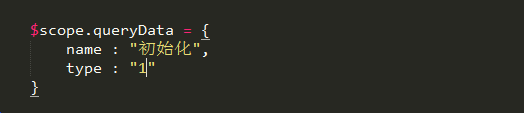 $scope.queryData = {
    name : "初始化",
    type : "1"
}